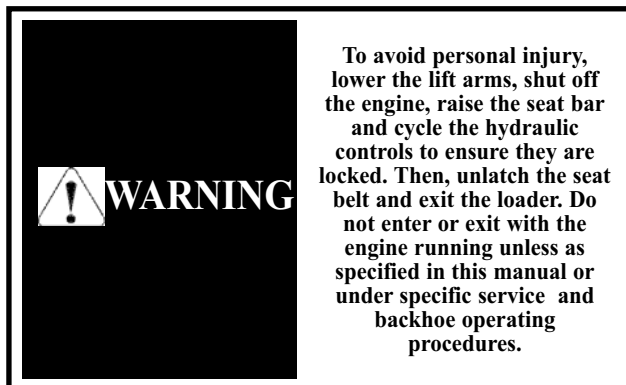 WARNING
To avoid personal injury,
lower the lift arms, shut off
the engine, raise the seat bar
and cycle the hydraulic
controls to ensure they are
locked. Then, unlatch the seat
belt and exit the loader. Do
not enter or exit with the
engine running unless as
specified in this manual or
under specific service and
backhoe operating
procedures.